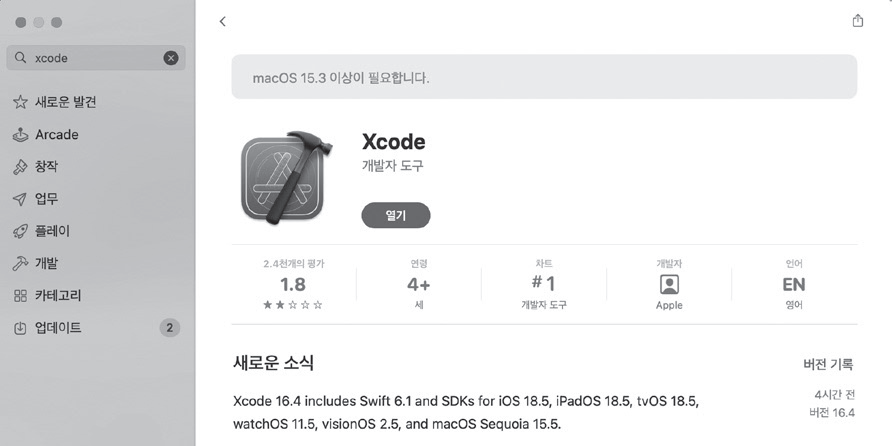 xcode
새로운 발견
Arcade
창작
업무
플레이
개발
카테고리
업데이트
2
macOS 15.3 이상이 필요합니다.
Xcode
개발자 도구
열기
2.4천개의 평가
1.8
★★☆☆☆
연령
4+
세
차트
#1
개발자 도구
개발자
Apple
언어
EN
영어
새로운 소식
버전 기록
Xcode 16.4 includes Swift 6.1 and SDKs for iOS 18.5, iPadOS 18.5, tvOS 18.5,
watchOS 11.5, visionOS 2.5, and macOS Sequoia 15.5.
4시간 전
버전 16.4